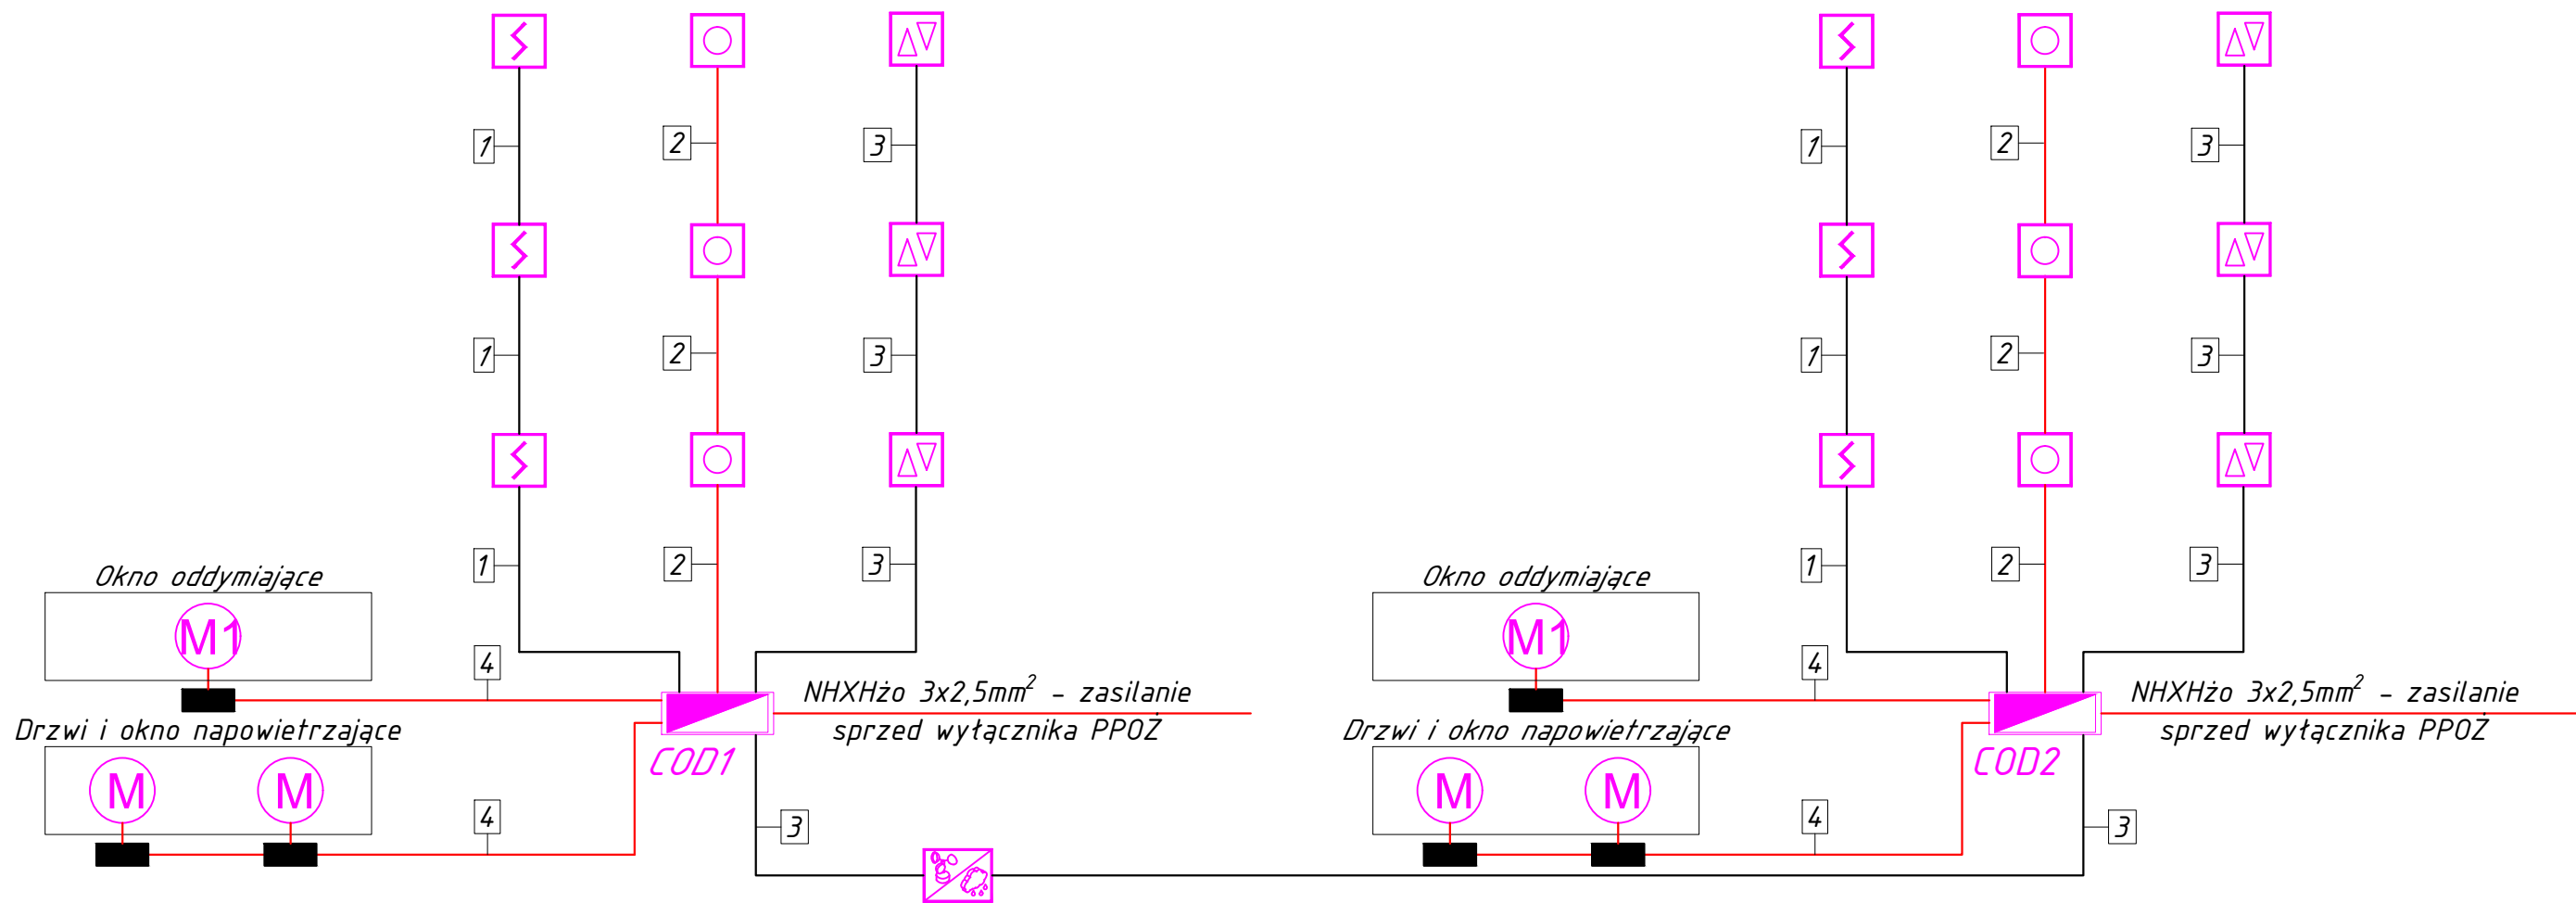 1
2
3
1
2
3
1
2
3
1
2
3
1
2
3
1
2
3
Okno oddymiające
M1
4
NHXHżo 3x2,5mm² - zasilanie
sprzed wyłącznika PPOŻ
COD1
Drzwi i okno napowietrzające
M M
4
3
Okno oddymiające
M1
4
NHXHżo 3x2,5mm² - zasilanie
sprzed wyłącznika PPOŻ
COD2
Drzwi i okno napowietrzające
M M
4
3